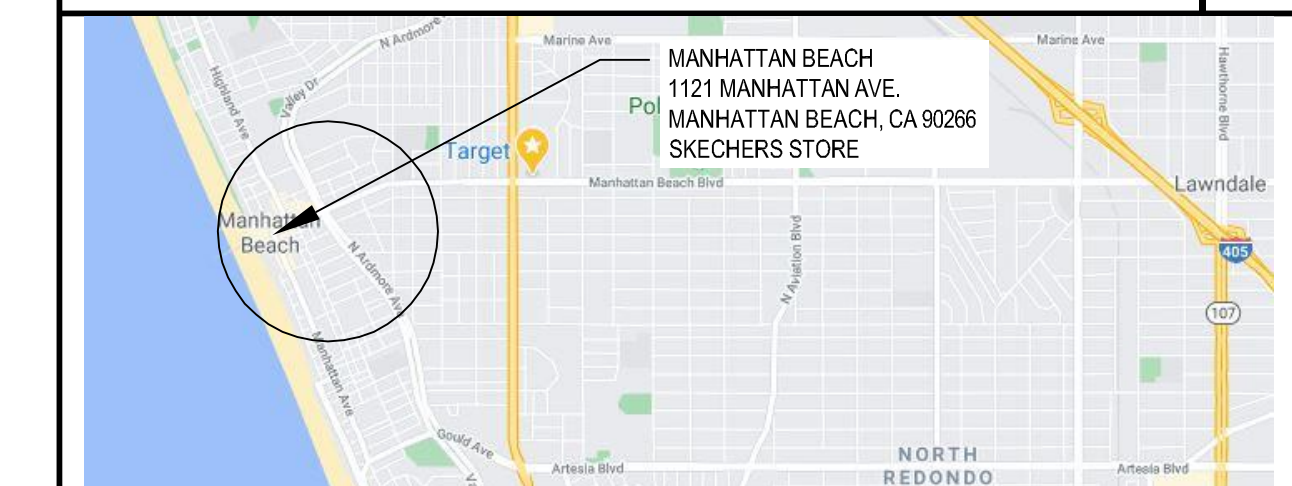 N Ardmore
Marine Ave
Marine Ave
MANHATTAN BEACH
1121 MANHATTAN AVE.
MANHATTAN BEACH, CA 90266
SKECHERS STORE
Highland Ave
Valley Dr
Hawthorne Blvd
Pol
Target
Manhattan Beach Blvd
Lawndale
Manhattan
Beach
N Ardmore Ave
N Aviation Blvd
405
107
Manhattan Ave
Gould Ave
Va
Artesia Blvd
NORTH
REDONDO
Artesia Blvd